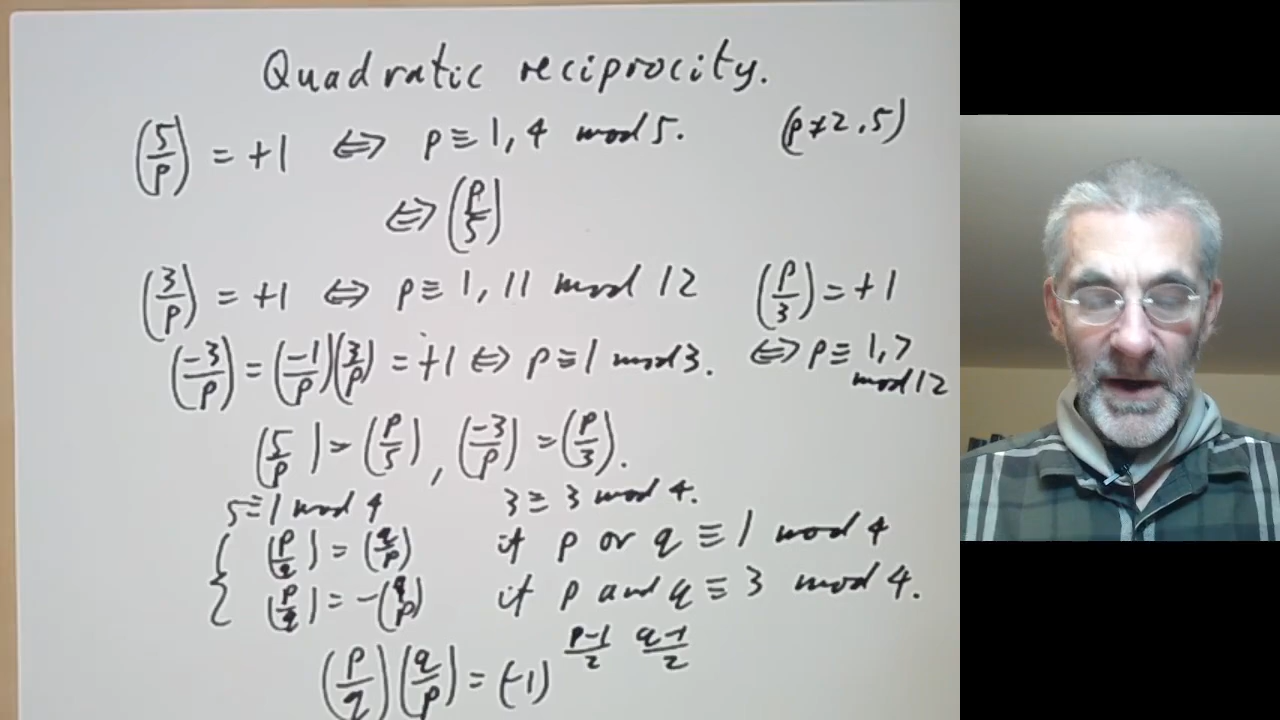 Quadratic reciprocity.
(5/p) = +1 ⇔ p ≡ 1, 4 mod 5. (p ≠ 2, 5)
⇔ (p/5)
(3/p) = +1 ⇔ p ≡ 1, 11 mod 12 (p/3) = +1
(-3/p) = (-1/p)(3/p) = +1 ⇔ p ≡ 1 mod 3. ⇔ p ≡ 1, 7
mod 12
(5/p) = (p/5), (-3/p) = (p/3).
5 ≡ 1 mod 4 3 ≡ 3 mod 4.
{ (p/q) = (q/p) if p or q ≡ 1 mod 4
(p/q) = -(q/p) if p and q ≡ 3 mod 4.
(p/q)(q/p) = (-1)^((p-1)/2 (q-1)/2)